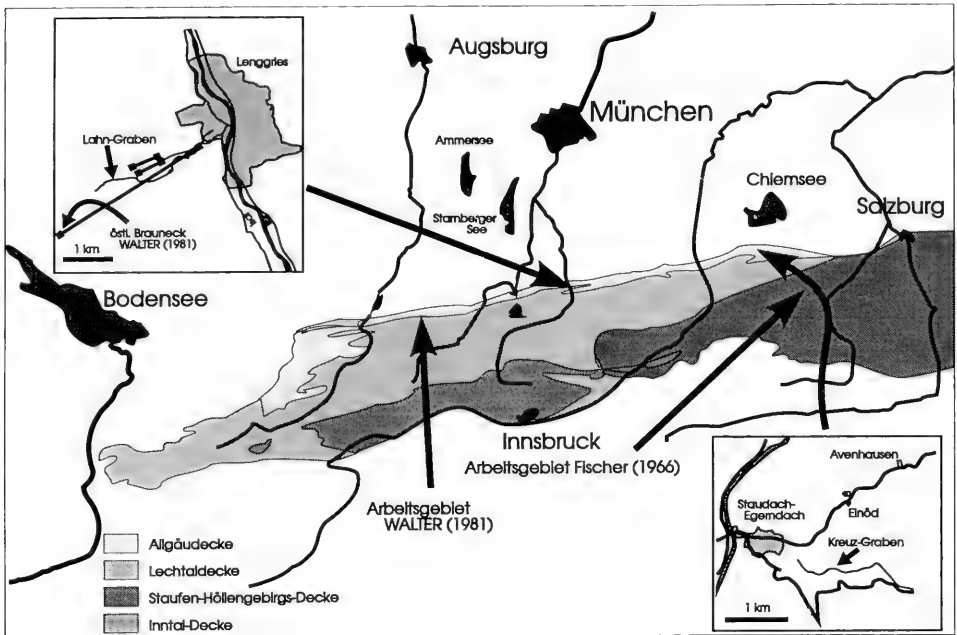 Lenggries
Lahn-Graben
östl. Brauneck
WALTER (1981)
1 km
Augsburg
München
Ammersee
Starnberger
See
Chiemsee
Salzburg
Bodensee
Innsbruck
Arbeitsgebiet Fischer (1966)
Arbeitsgebiet
WALTER (1981)
Allgäudecke
Lechtaldecke
Staufen-Höllengebirgs-Decke
Inntal-Decke
Avenhausen
Einöd
Staudach-
Egerndach
Kreuz-Graben
1 km